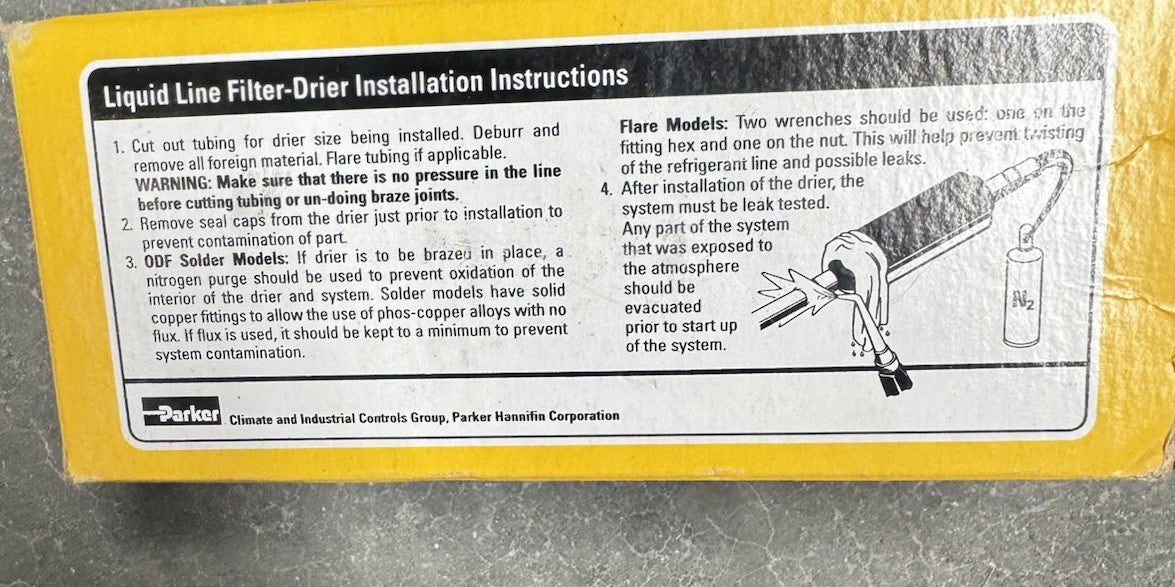 Liquid Line Filter-Drier Installation Instructions
1. Cut out tubing for drier size being installed. Deburr and
remove all foreign material. Flare tubing if applicable.
WARNING: Make sure that there is no pressure in the line
before cutting tubing or un-doing braze joints.
2. Remove seal caps from the drier just prior to installation to
prevent contamination of part.
3. ODF Solder Models: If drier is to be brazed in place, a
nitrogen purge should be used to prevent oxidation of the
interior of the drier and system. Solder models have solid
copper fittings to allow the use of phos-copper alloys with no
flux. If flux is used, it should be kept to a minimum to prevent
system contamination.
Flare Models: Two wrenches should be used: one on the
fitting hex and one on the nut. This will help prevent twisting
of the refrigerant line and possible leaks.
4. After installation of the drier, the
system must be leak tested.
Any part of the system
that was exposed to
the atmosphere
should be
evacuated
prior to start up
of the system.
N2
Parker Climate and Industrial Controls Group, Parker Hannifin Corporation